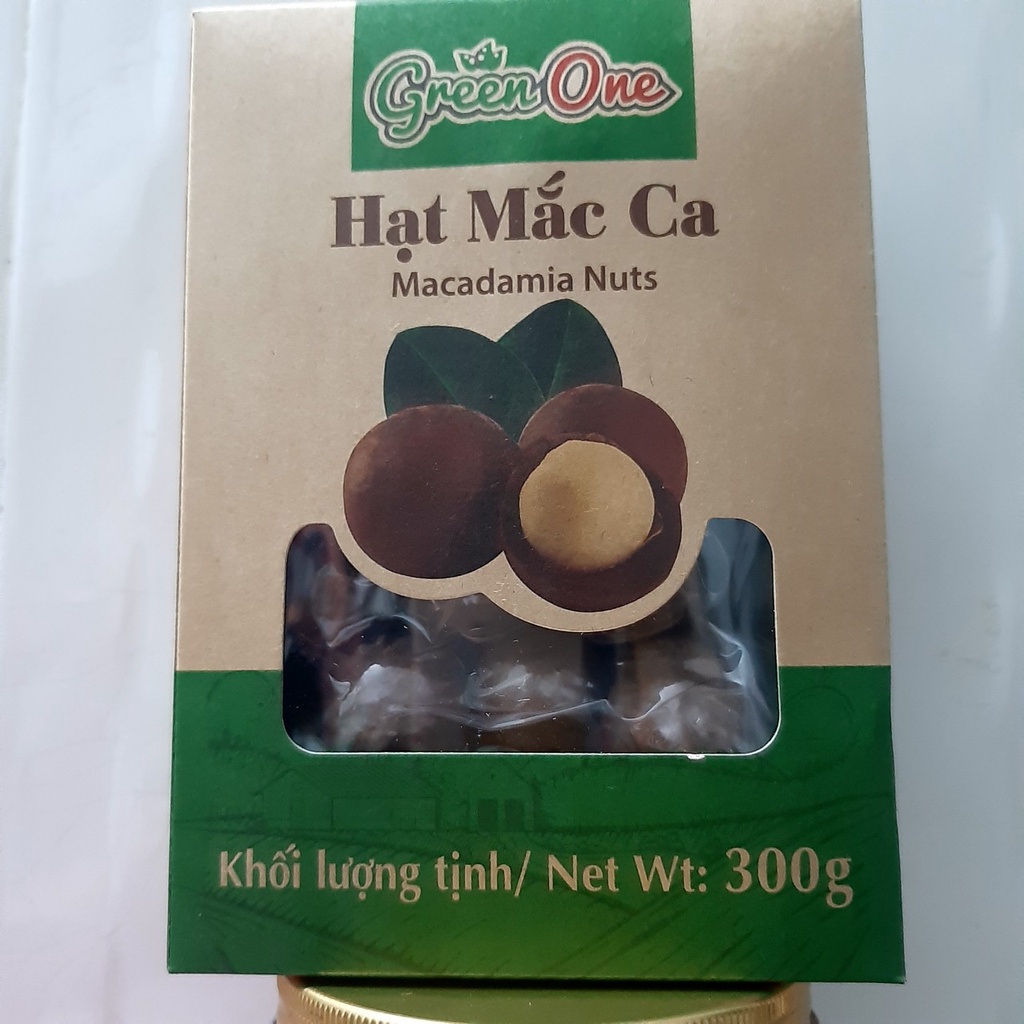 Green One
Hạt Mắc Ca
Macadamia Nuts
Khối lượng tịnh/ Net Wt: 300g